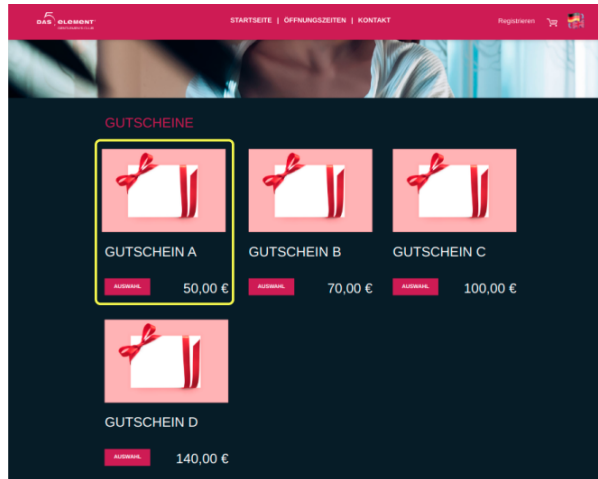 DAS ELEMENT
STARTSEITE | ÖFFNUNGSZEITEN | KONTAKT
Registrieren
GUTSCHEINE
GUTSCHEIN A
AUSWAHL 50,00 €
GUTSCHEIN B
AUSWAHL 70,00 €
GUTSCHEIN C
AUSWAHL 100,00 €
GUTSCHEIN D
AUSWAHL 140,00 €